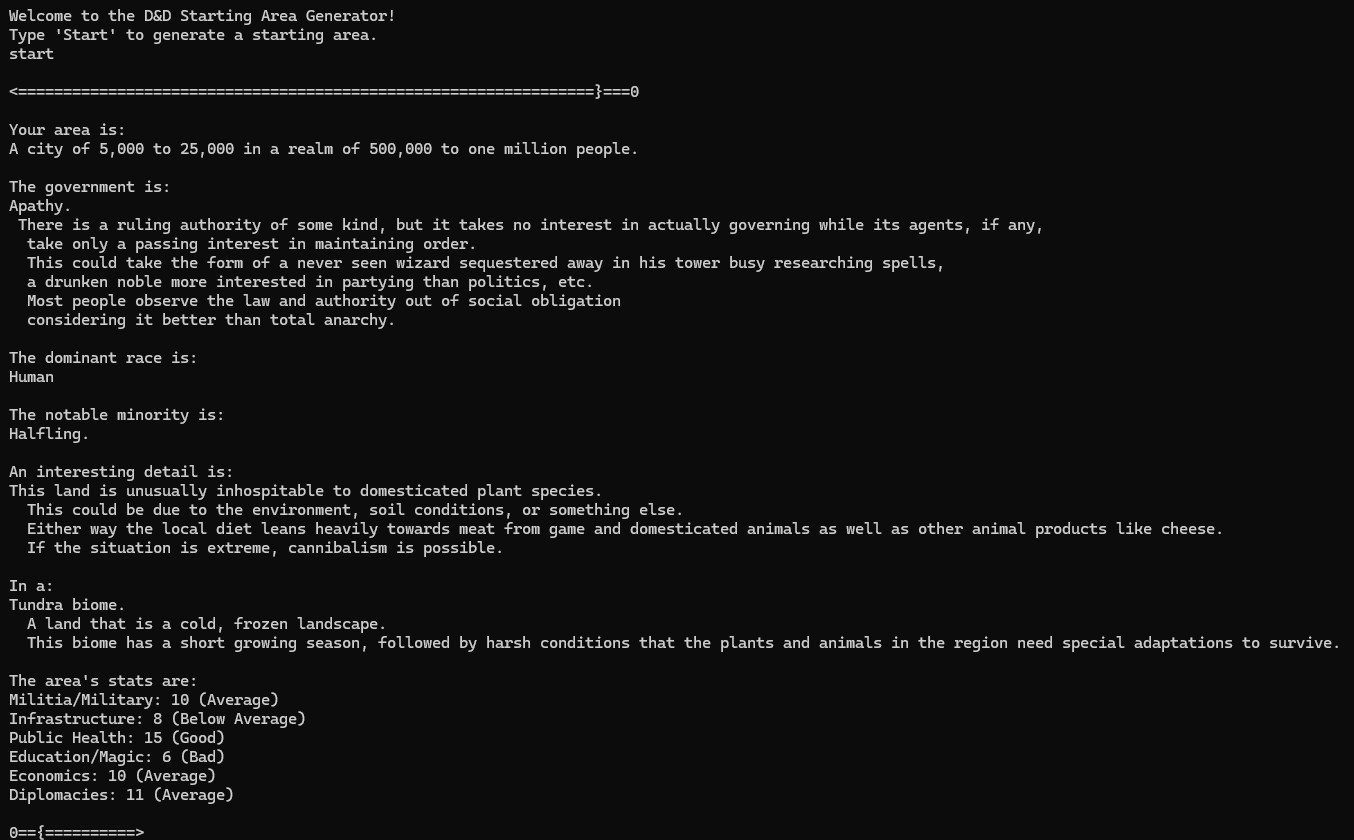 Welcome to the D&D Starting Area Generator!
Type 'Start' to generate a starting area.
start
<================================================================}===0
Your area is:
A city of 5,000 to 25,000 in a realm of 500,000 to one million people.
The government is:
Apathy.
There is a ruling authority of some kind, but it takes no interest in actually governing while its agents, if any,
take only a passing interest in maintaining order.
This could take the form of a never seen wizard sequestered away in his tower busy researching spells,
a drunken noble more interested in partying than politics, etc.
Most people observe the law and authority out of social obligation
considering it better than total anarchy.
The dominant race is:
Human
The notable minority is:
Halfling.
An interesting detail is:
This land is unusually inhospitable to domesticated plant species.
This could be due to the environment, soil conditions, or something else.
Either way the local diet leans heavily towards meat from game and domesticated animals as well as other animal products like cheese.
If the situation is extreme, cannibalism is possible.
In a:
Tundra biome.
A land that is a cold, frozen landscape.
This biome has a short growing season, followed by harsh conditions that the plants and animals in the region need special adaptations to survive.
The area's stats are:
Militia/Military: 10 (Average)
Infrastructure: 8 (Below Average)
Public Health: 15 (Good)
Education/Magic: 6 (Bad)
Economics: 10 (Average)
Diplomacies: 11 (Average)
0=={==========>